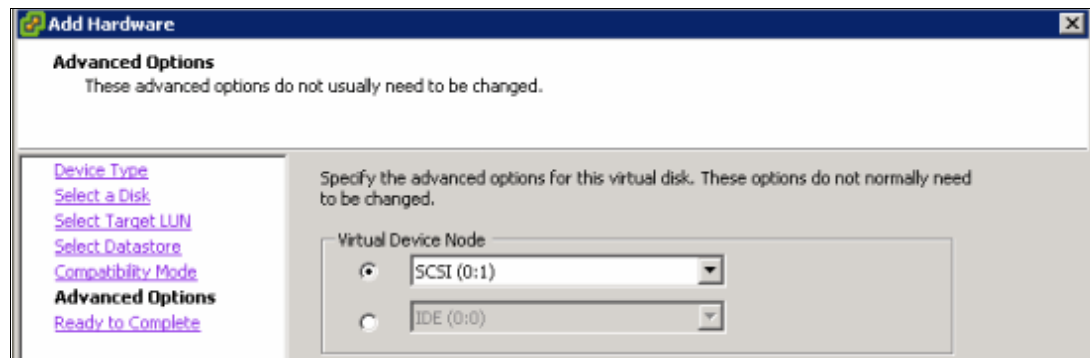 Add Hardware
Advanced Options
These advanced options do not usually need to be changed.
Device Type
Select a Disk
Select Target LUN
Select Datastore
Compatibility Mode
Advanced Options
Ready to Complete
Specify the advanced options for this virtual disk. These options do not normally need
to be changed.
Virtual Device Node
SCSI (0:1)
IDE (0:0)